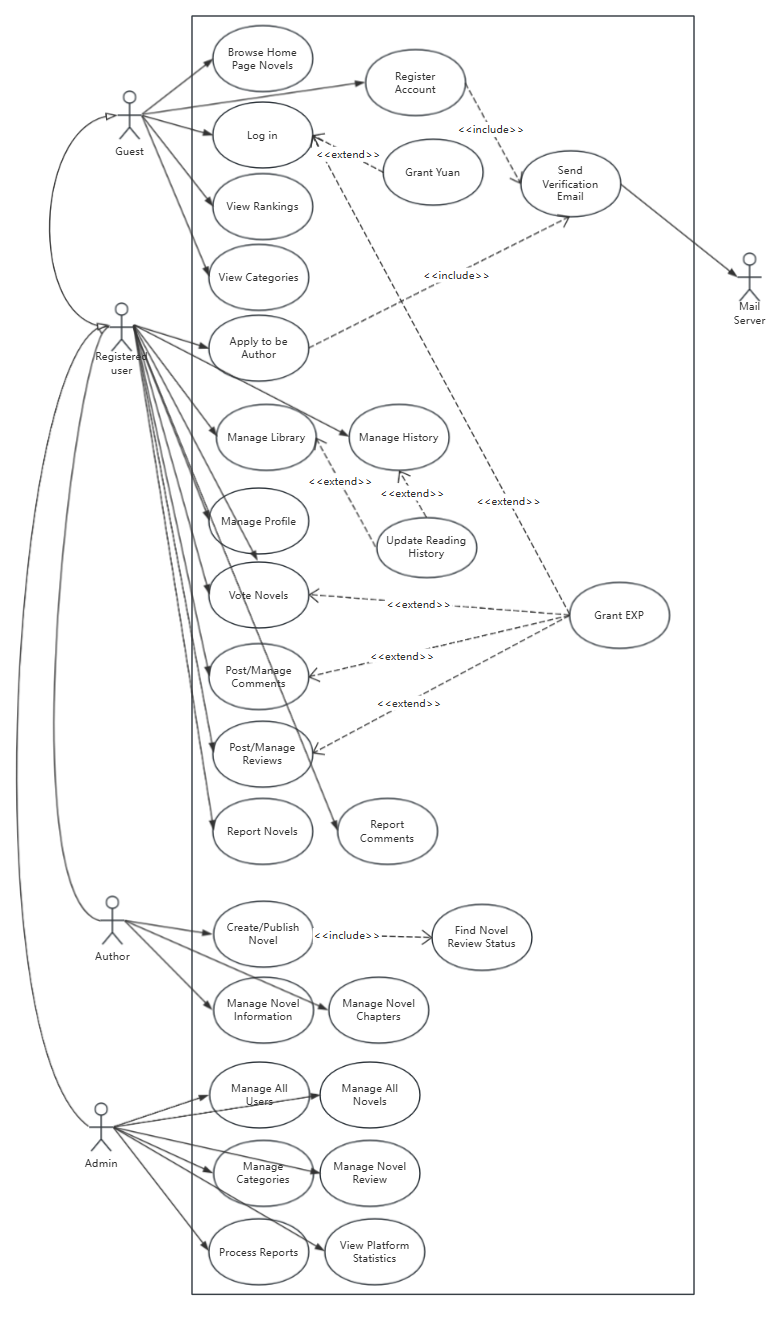 Browse Home
Page Novels
Register
Account
Guest
Log in
<<include>>
<<extend>>
Grant Yuan
Send
Verification
Email
View Rankings
View Categories
<<include>>
Mail
Server
Registered
user
Apply to be
Author
Manage Library
Manage History
<<extend>>
<<extend>>
<<extend>>
Manage Profile
Update Reading
History
Vote Novels
<<extend>>
Grant EXP
Post/Manage
Comments
<<extend>>
<<extend>>
Post/Manage
Reviews
Report Novels
Report
Comments
Author
Create/Publish
Novel
<<include>>
Find Novel
Review Status
Manage Novel
Information
Manage Novel
Chapters
Manage All
Users
Manage All
Novels
Admin
Manage
Categories
Manage Novel
Review
Process Reports
View Platform
Statistics